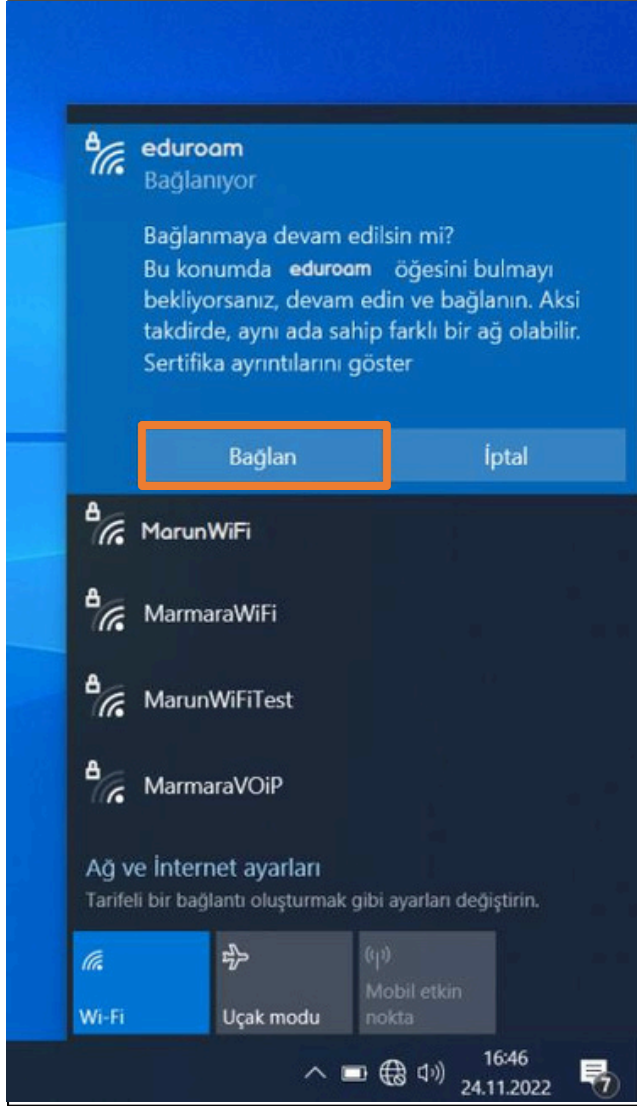 eduroam
Bağlanıyor
Bağlanmaya devam edilsin mi?
Bu konumda eduroam öğesini bulmayı
bekliyorsanız, devam edin ve bağlanın. Aksi
takdirde, aynı ada sahip farklı bir ağ olabilir.
Sertifika ayrıntılarını göster
Bağlan
İptal
MarunWiFi
MarmaraWiFi
MarunWiFiTest
MarmaraVOiP
Ağ ve İnternet ayarları
Tarifeli bir bağlantı oluşturmak gibi ayarları değiştirin.
Wi-Fi
Uçak modu
Mobil etkin
nokta
16:46
24.11.2022
7